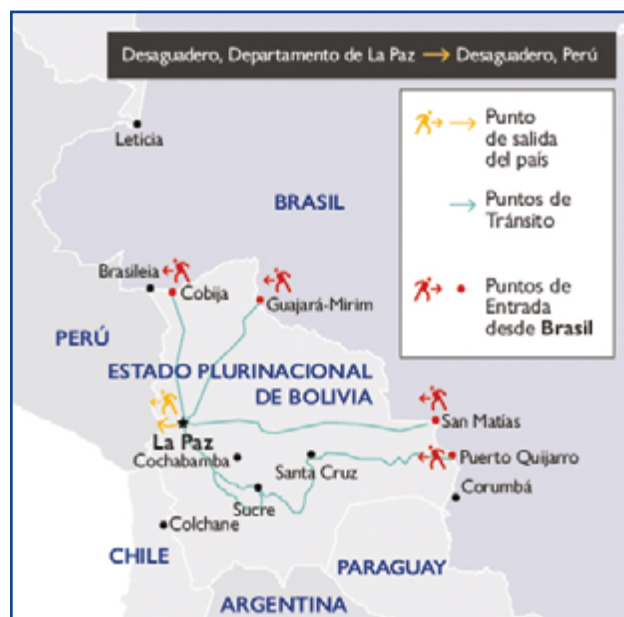 Desaguadero, Departamento de La Paz → Desaguadero, Perú
Punto
de salida
del país
Puntos de
Tránsito
Puntos de
Entrada
desde Brasil
Leticia
BRASIL
Brasileia
Cobija
Guajará-Mirim
PERÚ
ESTADO PLURINACIONAL
DE BOLIVIA
San Matías
La Paz
Cochabamba
Santa Cruz
Puerto Quijarro
Sucre
Corumbá
Colchane
CHILE
PARAGUAY
ARGENTINA